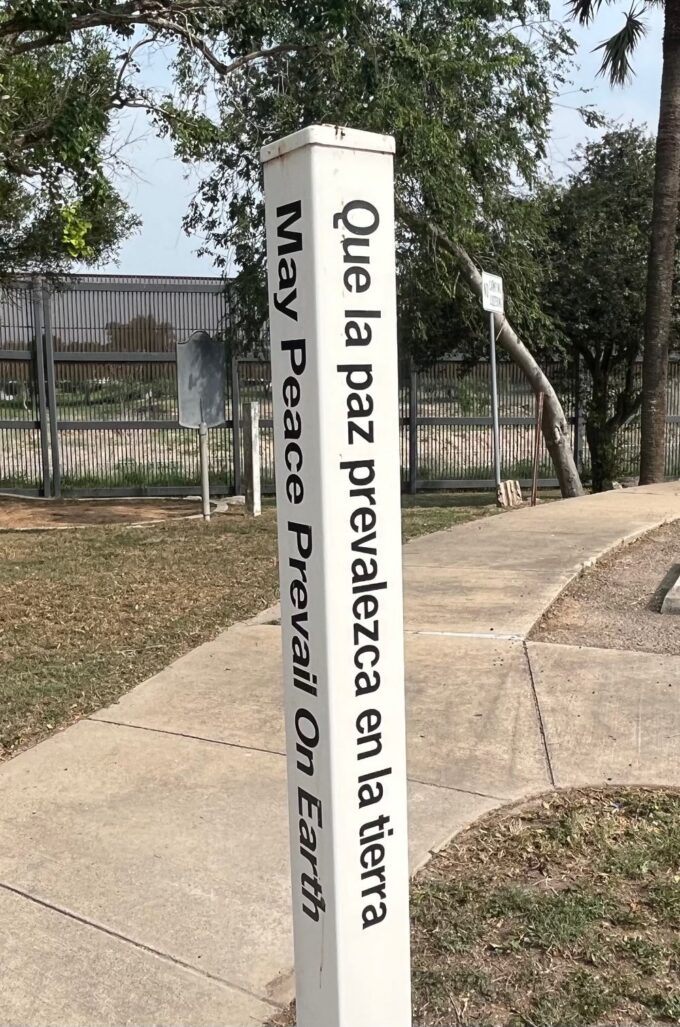 May Peace Prevail On Earth
Que la paz prevalezca en la tierra